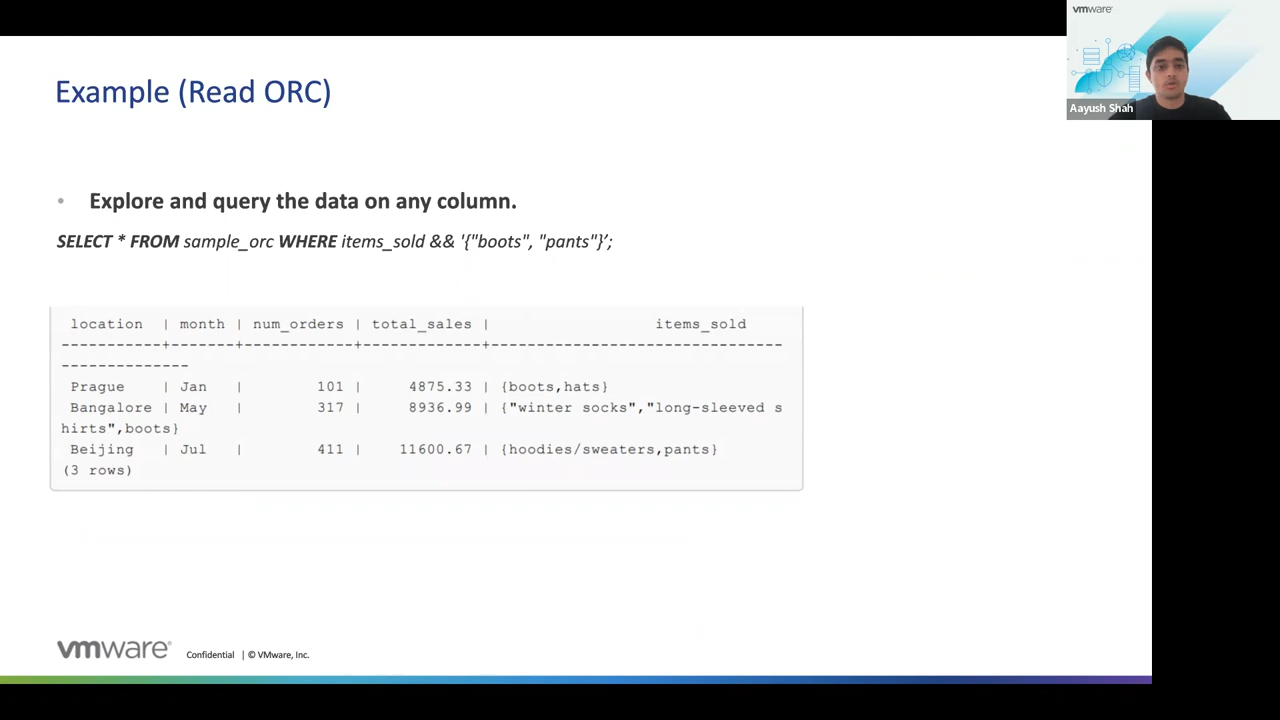 vmware
Aayush Shah
Example (Read ORC)
• Explore and query the data on any column.
SELECT * FROM sample_orc WHERE items_sold && '{"boots", "pants"}’;
location | month | num_orders | total_sales | items_sold
-----------+-------+------------+-------------+--------------------------------
--------------
Prague | Jan | 101 | 4875.33 | {boots,hats}
Bangalore | May | 317 | 8936.99 | {"winter socks","long-sleeved s
hirts",boots}
Beijing | Jul | 411 | 11600.67 | {hoodies/sweaters,pants}
(3 rows)
vmware® Confidential | © VMware, Inc.